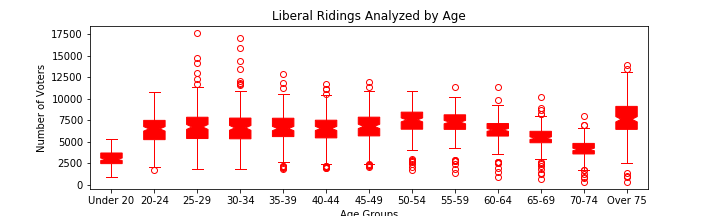 Liberal Ridings Analyzed by Age
Number of Voters
17500
15000
12500
10000
7500
5000
2500
0
Under 20 20-24 25-29 30-34 35-39 40-44 45-49 50-54 55-59 60-64 65-69 70-74 Over 75
Age Groups